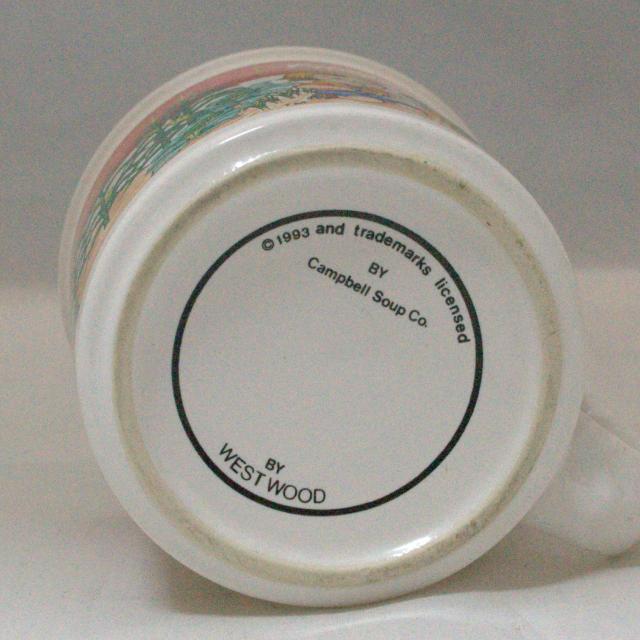 ©1993 and trademarks licensed
BY
Campbell Soup Co.
BY
WESTWOOD